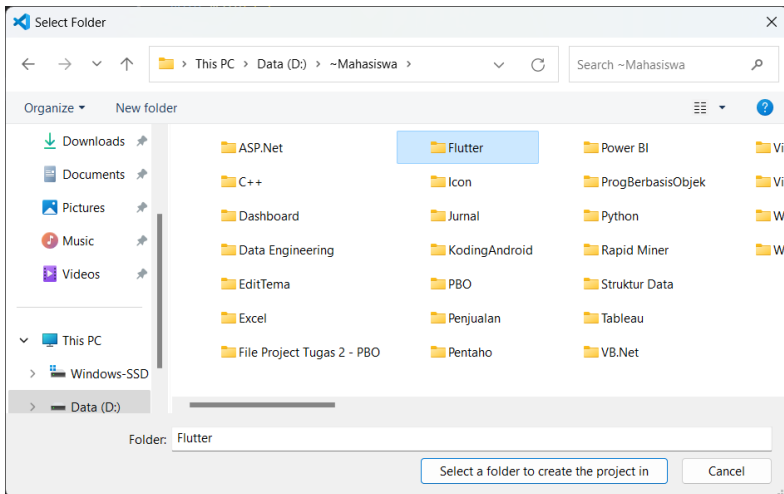 Select Folder
This PC > Data (D:) > ~Mahasiswa >
Search ~Mahasiswa
Organize
New folder
Downloads
Documents
Pictures
Music
Videos
This PC
Windows-SSD
Data (D:)
ASP.Net
C++
Dashboard
Data Engineering
EditTema
Excel
File Project Tugas 2 - PBO
Flutter
Icon
Jurnal
KodingAndroid
PBO
Penjualan
Pentaho
Power BI
ProgBerbasisObjek
Python
Rapid Miner
Struktur Data
Tableau
VB.Net
Vi
Vi
W
W
Folder: Flutter
Select a folder to create the project in
Cancel